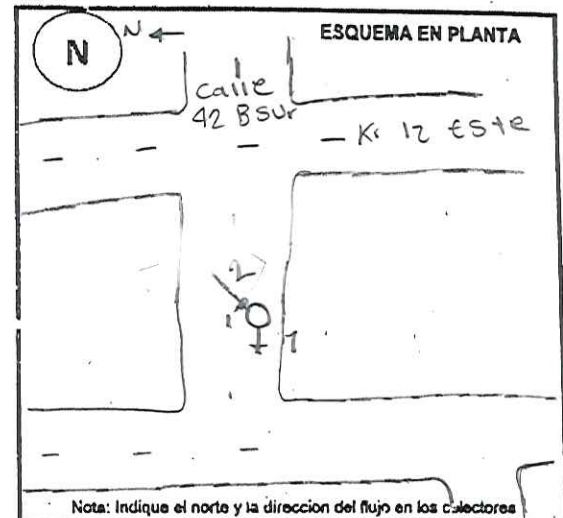 ESQUEMA EN PLANTA
N
N
Calle
42 B Sur
Kr 12 Este
2
1
1
Nota: Indique el norte y la direccion del flujo en los colectores